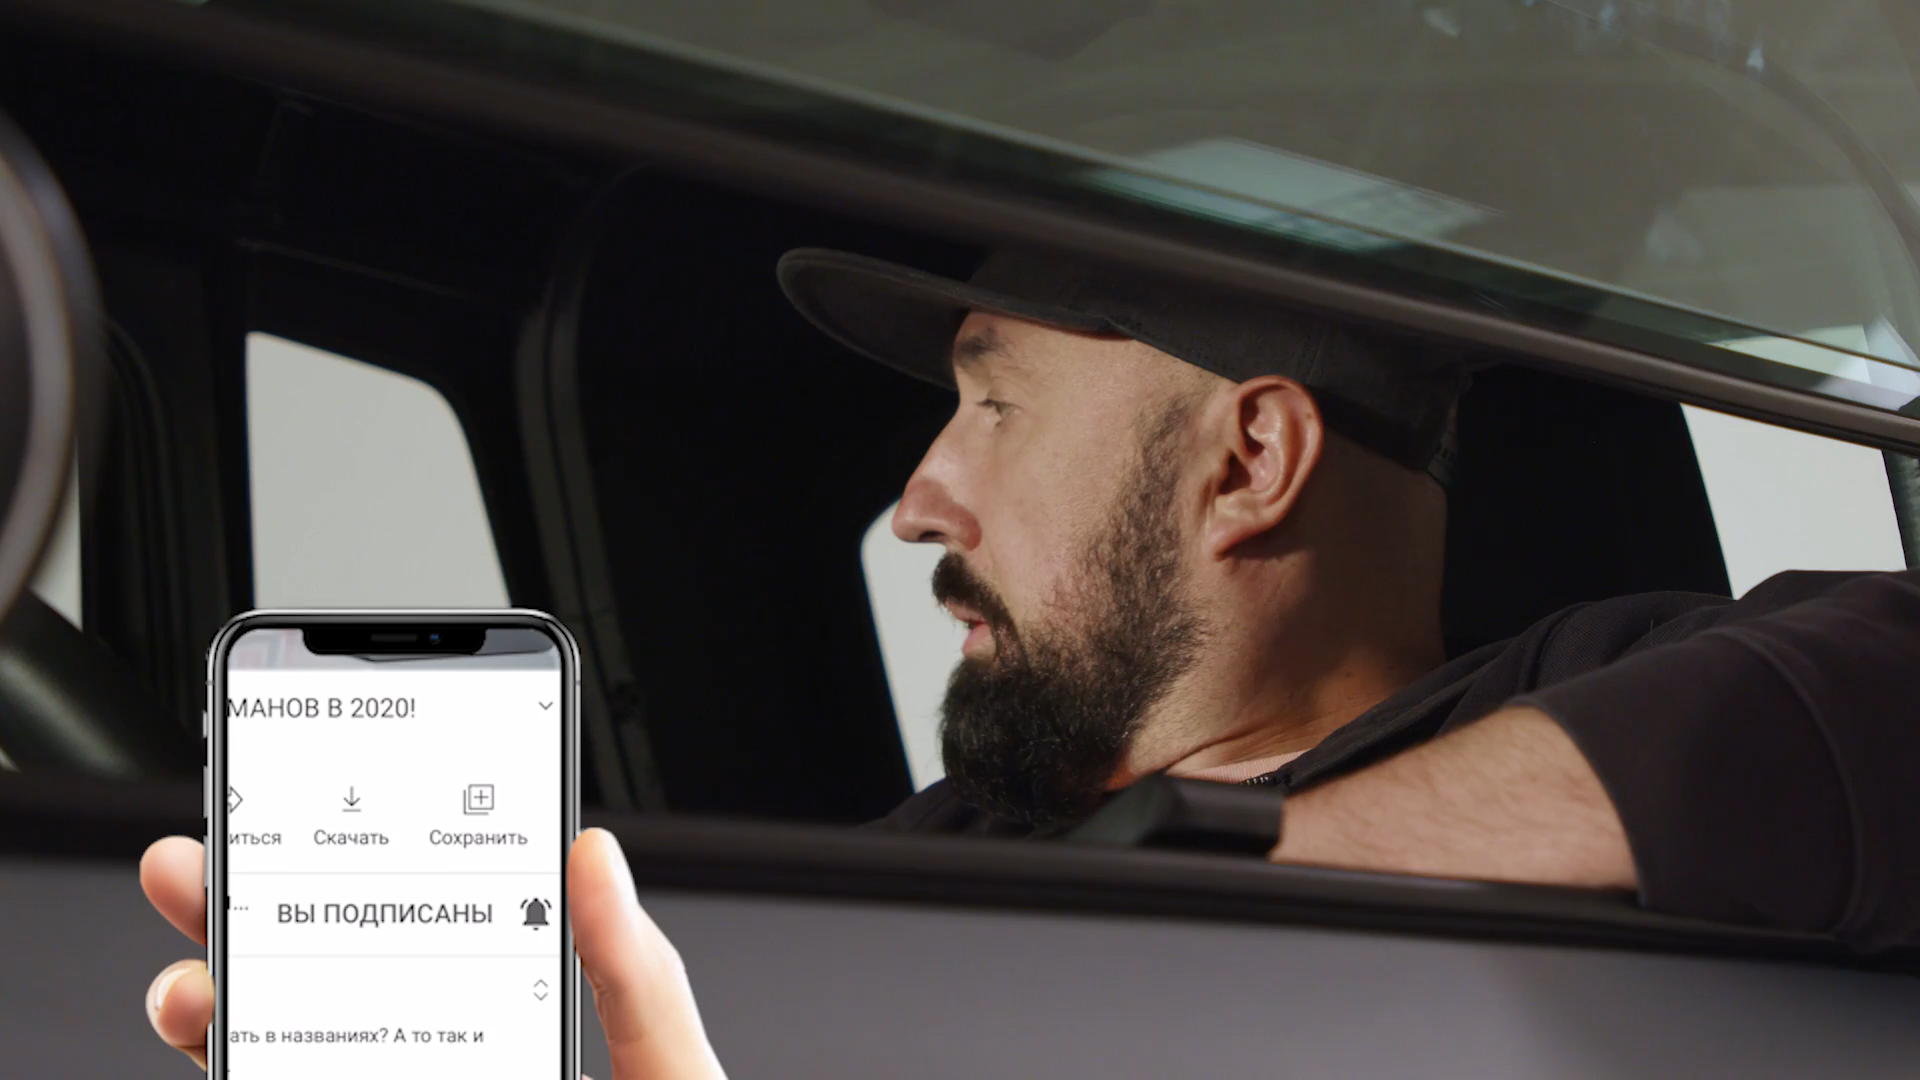 МАНОВ В 2020!
иться Скачать Сохранить
... ВЫ ПОДПИСАНЫ
ать в названиях? А то так и